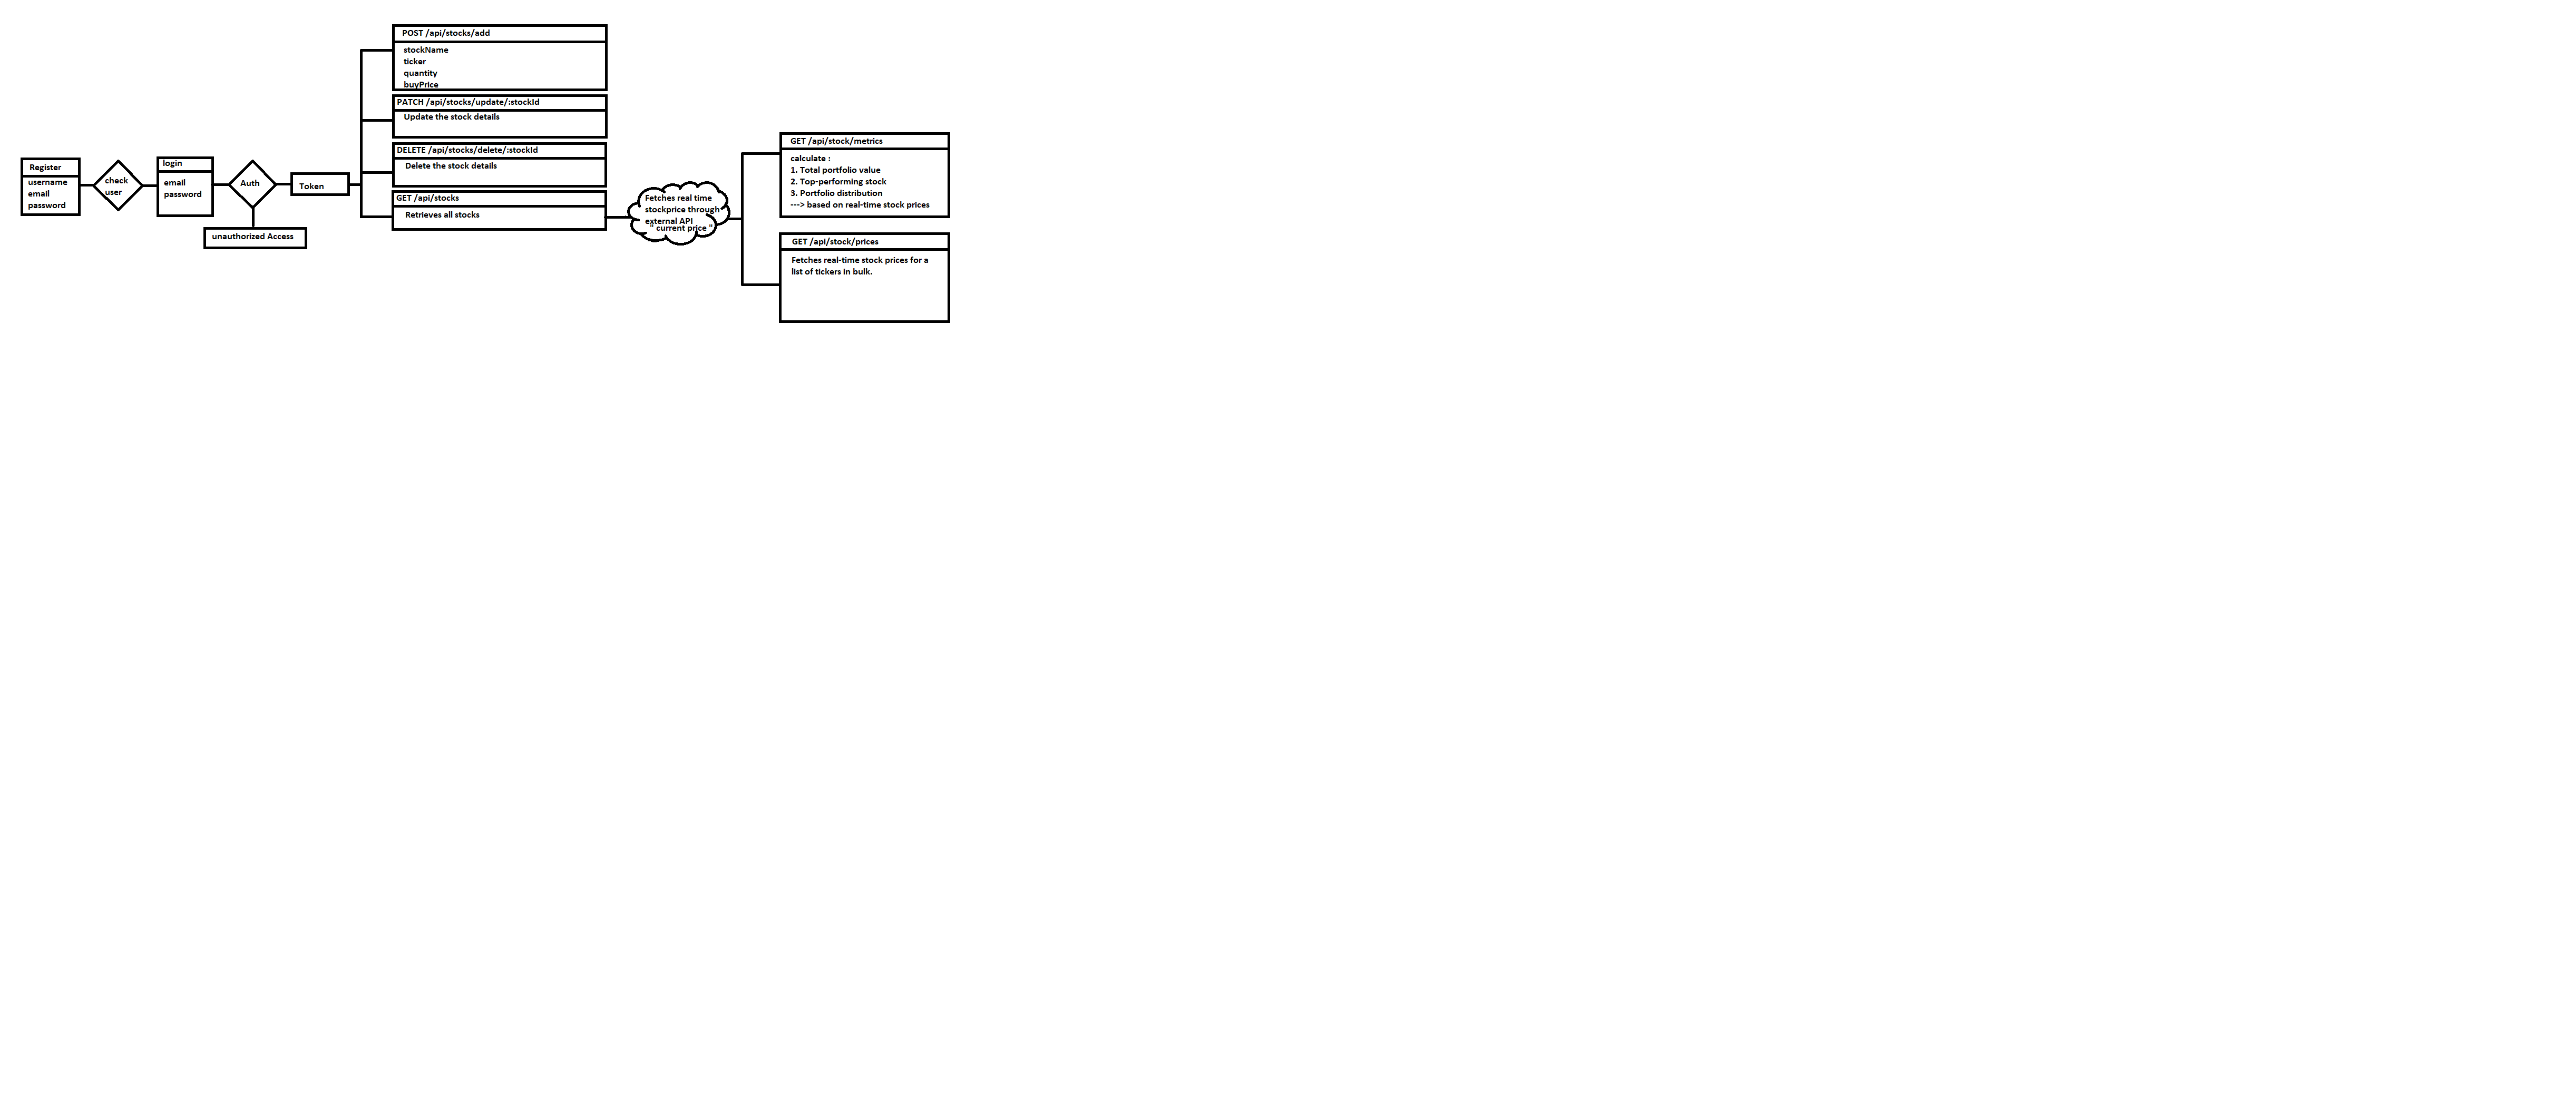 Register
username
email
password
check
user
login
email
password
Auth
unauthorized Access
Token
POST /api/stocks/add
stockName
ticker
quantity
buyPrice
PATCH /api/stocks/update/:stockId
Update the stock details
DELETE /api/stocks/delete/:stockId
Delete the stock details
GET /api/stocks
Retrieves all stocks
Fetches real time
stockprice through
external API
" current price "
GET /api/stock/metrics
calculate :
1. Total portfolio value
2. Top-performing stock
3. Portfolio distribution
---> based on real-time stock prices
GET /api/stock/prices
Fetches real-time stock prices for a
list of tickers in bulk.